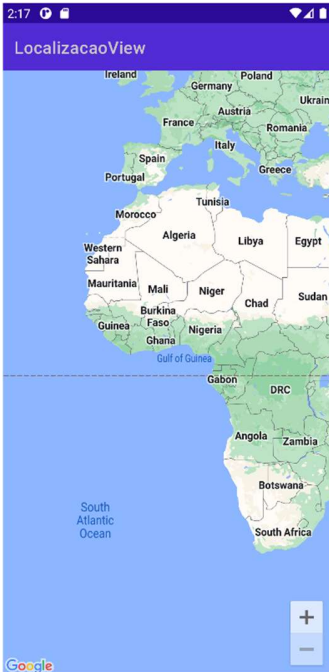 2:17
LocalizacaoView
Ireland
Poland
Germany
Ukrain
Austria
France
Romania
Italy
Spain
Portugal
Greece
Tunisia
Morocco
Algeria
Libya
Egypt
Western
Sahara
Mauritania
Mali
Niger
Chad
Sudan
Burkina
Faso
Guinea
Ghana
Nigeria
Gulf of Guinea
Gabon
DRC
Angola
Zambia
Botswana
South
Atlantic
Ocean
South Africa
+
−
Google